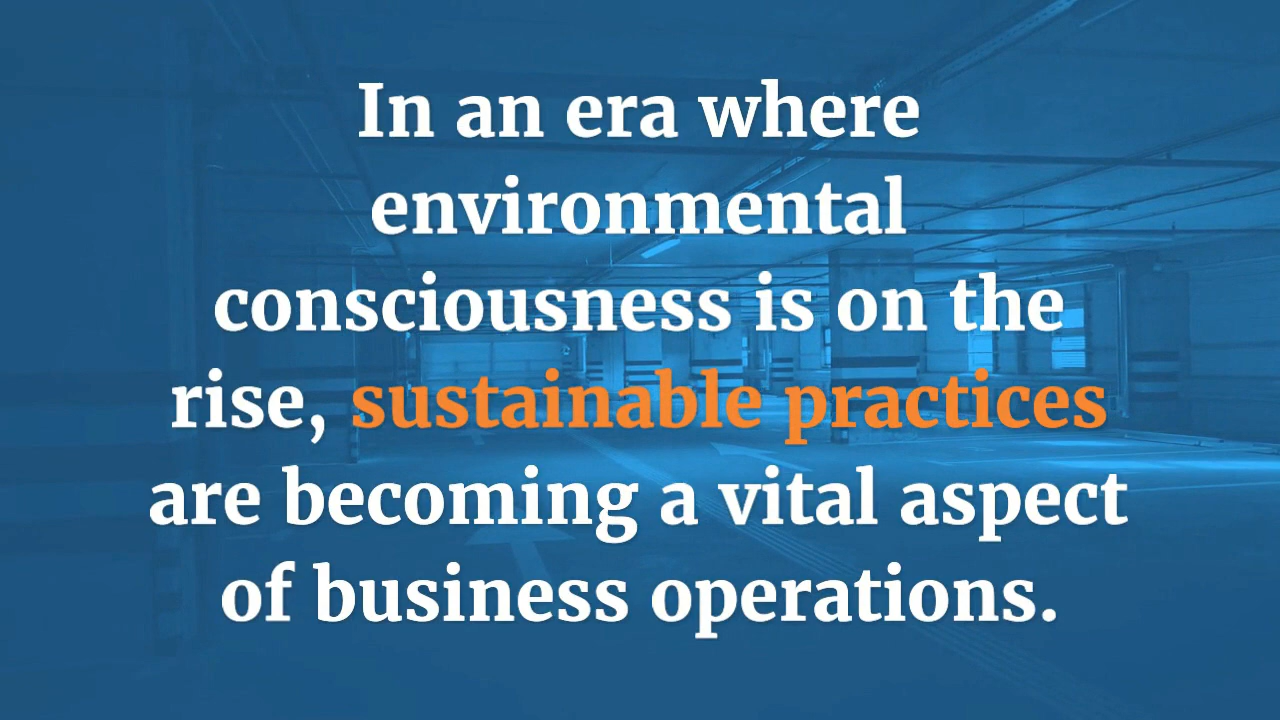 In an era where
environmental
consciousness is on the
rise, sustainable practices
are becoming a vital aspect
of business operations.